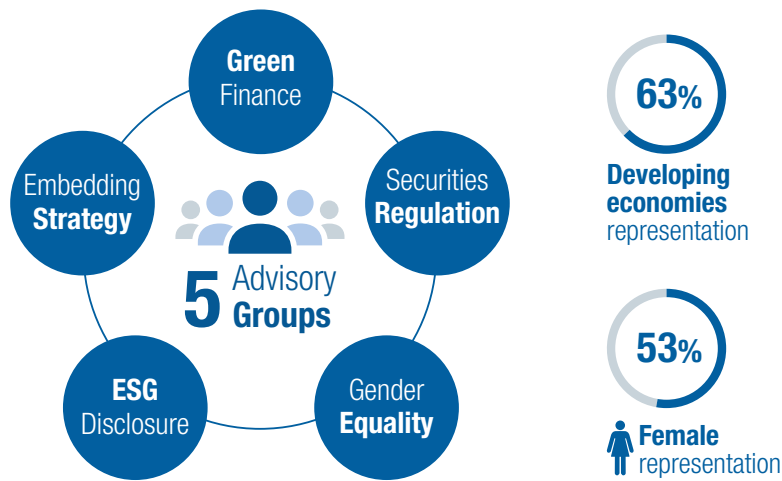 Green
Finance
Embedding
Strategy
Securities
Regulation
5 Advisory
Groups
ESG
Disclosure
Gender
Equality
63%
Developing
economies
representation
53%
Female
representation